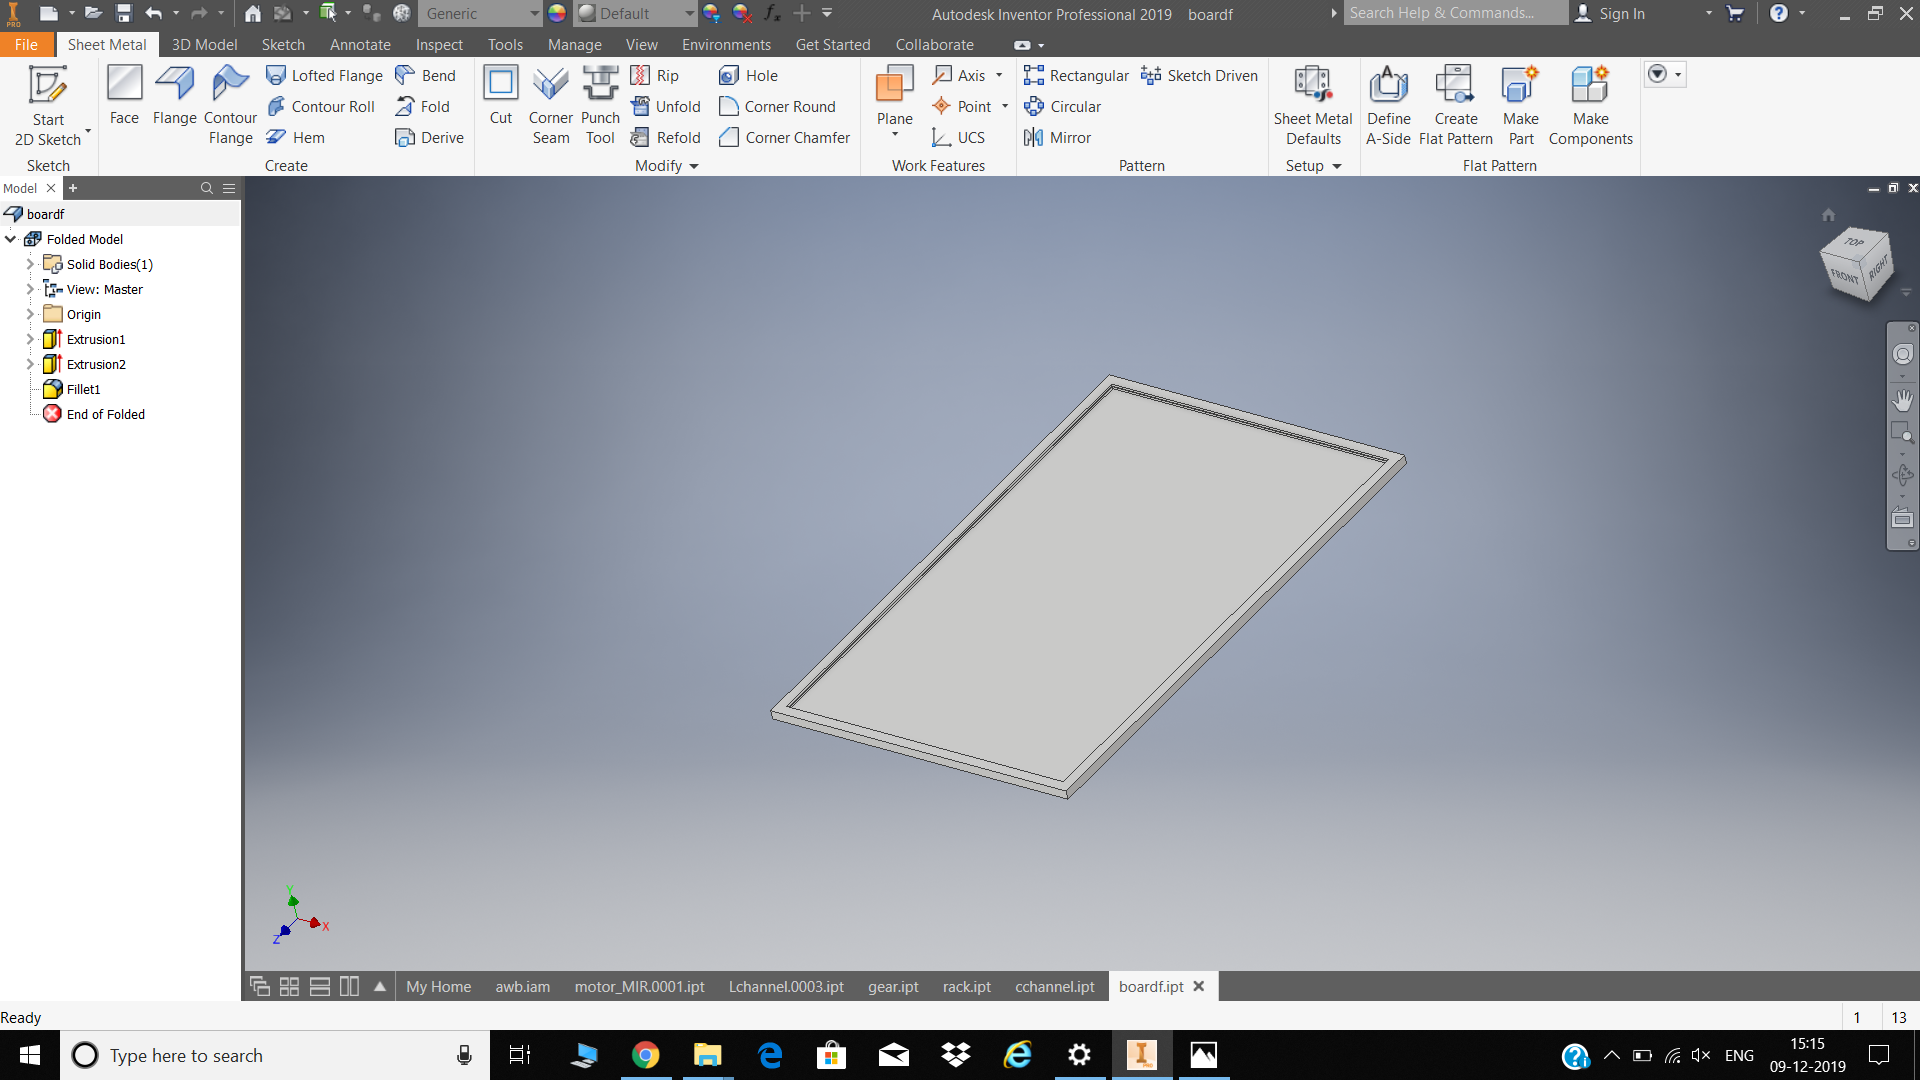 PRO Generic Default fx Autodesk Inventor Professional 2019 boardf Search Help & Commands... Sign In ?
File Sheet Metal 3D Model Sketch Annotate Inspect Tools Manage View Environments Get Started Collaborate
Start 2D Sketch
Face
Flange
Contour Flange
Lofted Flange
Contour Roll
Hem
Bend
Fold
Derive
Cut
Corner Seam
Punch Tool
Rip
Unfold
Refold
Hole
Corner Round
Corner Chamfer
Plane
Axis
Point
UCS
Rectangular
Circular
Mirror
Sketch Driven
Sheet Metal Defaults
Define A-Side
Create Flat Pattern
Make Part
Make Components
Sketch Create Modify Work Features Pattern Setup Flat Pattern
Model
boardf
Folded Model
Solid Bodies(1)
View: Master
Origin
Extrusion1
Extrusion2
Fillet1
End of Folded
TOP
FRONT
RIGHT
Y
X
Z
My Home awb.iam motor_MIR.0001.ipt Lchannel.0003.ipt gear.ipt rack.ipt cchannel.ipt boardf.ipt
Ready 1 13
Type here to search
ENG
15:15
09-12-2019